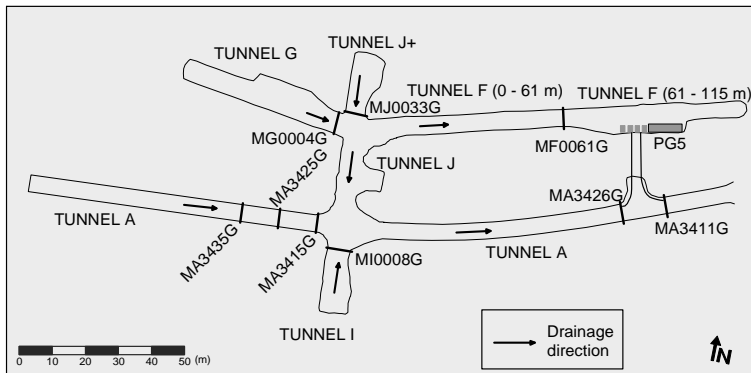 TUNNEL J+
TUNNEL G
TUNNEL F (0 - 61 m)
TUNNEL F (61 - 115 m)
MJ0033G
MG0004G
MF0061G
PG5
MA3425G
TUNNEL J
TUNNEL A
MA3435G
MA3415G
MI0008G
MA3426G
MA3411G
TUNNEL A
TUNNEL I
0 10 20 30 40 50 (m)
Drainage
direction
N